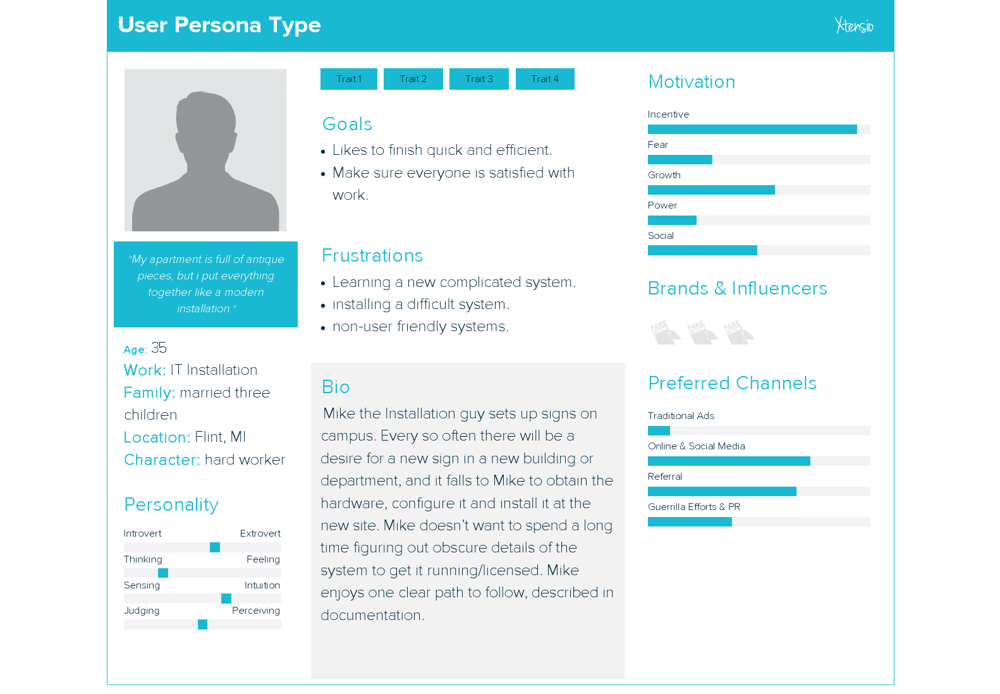 User Persona Type
Xtensio
Trait 1
Trait 2
Trait 3
Trait 4
"My apartment is full of antique
pieces, but i put everything
together like a modern
installation."
Age: 35
Work: IT Installation
Family: married three
children
Location: Flint, MI
Character: hard worker
Personality
Introvert Extrovert
Thinking Feeling
Sensing Intuition
Judging Perceiving
Goals
• Likes to finish quick and efficient.
• Make sure everyone is satisfied with
work.
Frustrations
• Learning a new complicated system.
• installing a difficult system.
• non-user friendly systems.
Bio
Mike the Installation guy sets up signs on
campus. Every so often there will be a
desire for a new sign in a new building or
department, and it falls to Mike to obtain the
hardware, configure it and install it at the
new site. Mike doesn’t want to spend a long
time figuring out obscure details of the
system to get it running/licensed. Mike
enjoys one clear path to follow, described in
documentation.
Motivation
Incentive
Fear
Growth
Power
Social
Brands & Influencers
FAKE
FAKE
FAKE
Preferred Channels
Traditional Ads
Online & Social Media
Referral
Guerrilla Efforts & PR